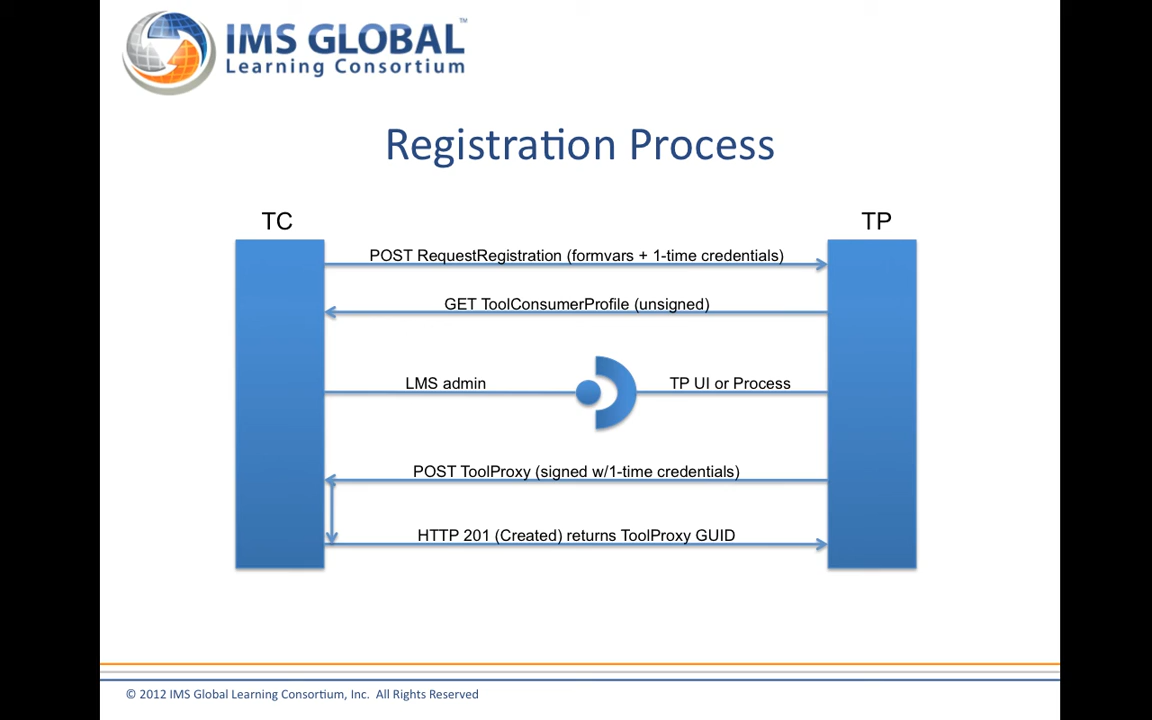 IMS GLOBAL™
Learning Consortium
Registration Process
TC
TP
POST RequestRegistration (formvars + 1-time credentials)
GET ToolConsumerProfile (unsigned)
LMS admin
TP UI or Process
POST ToolProxy (signed w/1-time credentials)
HTTP 201 (Created) returns ToolProxy GUID
© 2012 IMS Global Learning Consortium, Inc. All Rights Reserved